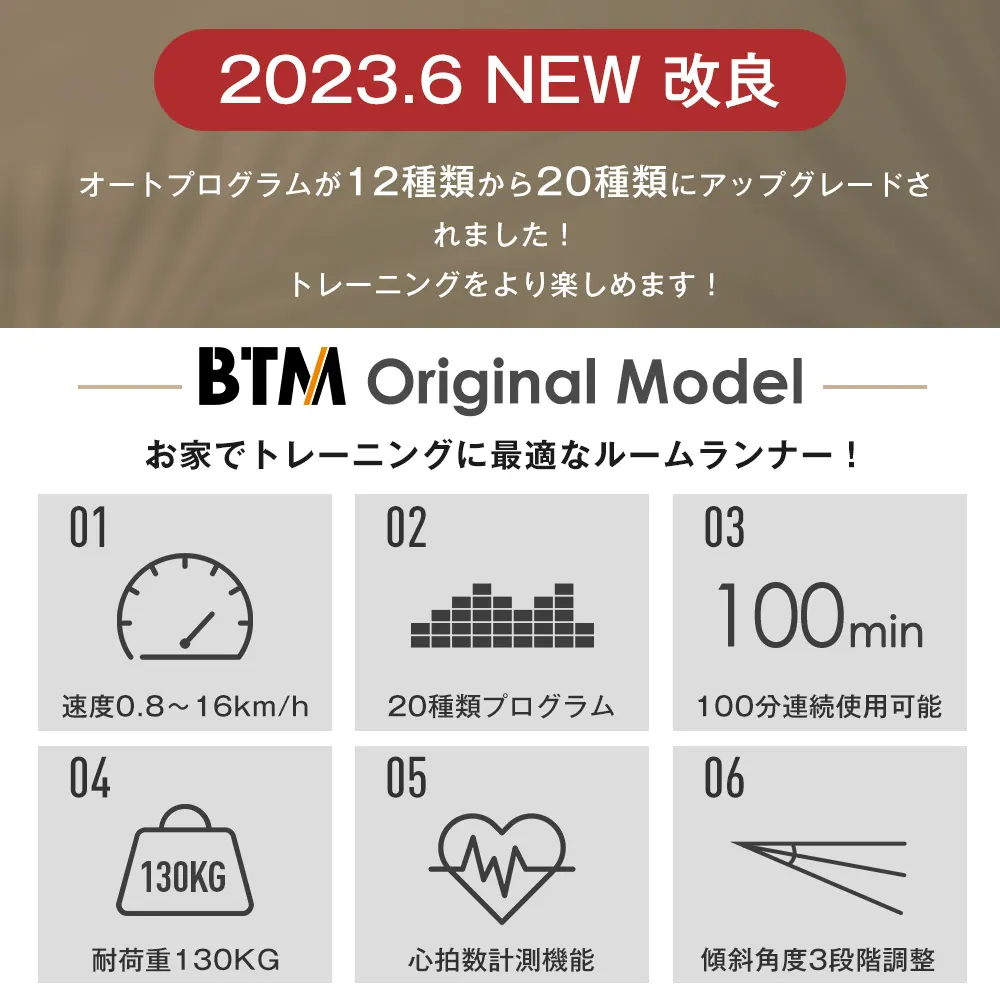 2023.6 NEW 改良
オートプログラムが12種類から20種類にアップグレードさ
れました！
トレーニングをより楽しめます！
BTM Original Model
お家でトレーニングに最適なルームランナー！
01
速度0.8～16km/h
02
20種類プログラム
03
100min
100分連続使用可能
04
130KG
耐荷重130KG
05
心拍数計測機能
06
傾斜角度3段階調整